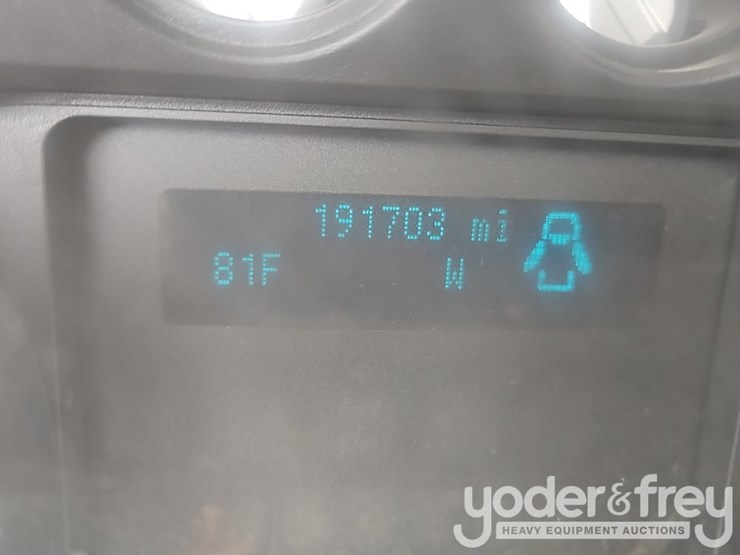 191703 mi
81F W
yoder&frey
HEAVY EQUIPMENT AUCTIONS